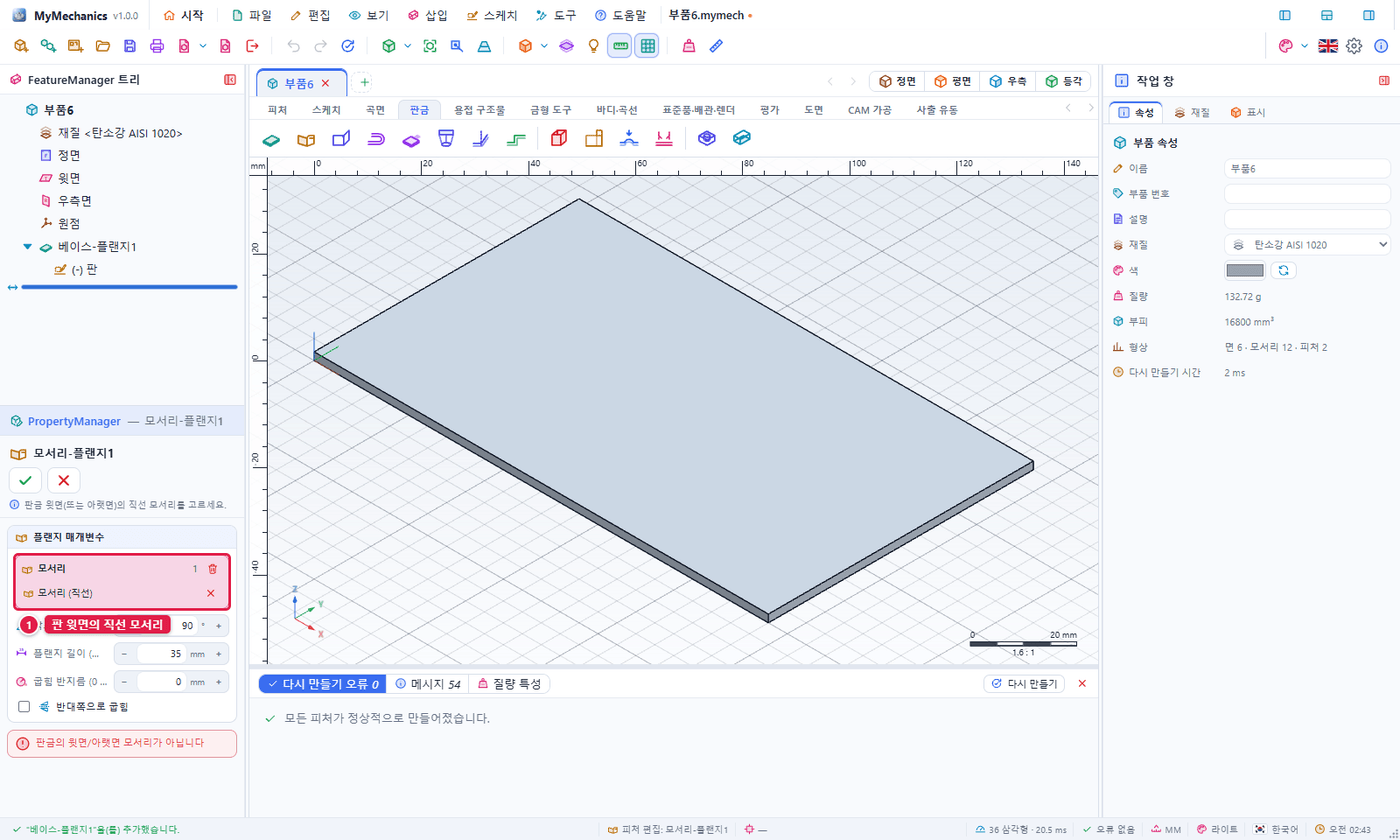 MyMechanics v1.0.0 시작 파일 편집 보기 삽입 스케치 도구 도움말 부품6.mymech
FeatureManager 트리
부품6
재질 <탄소강 AISI 1020>
정면
윗면
우측면
원점
베이스-플랜지1
(-) 판
PropertyManager — 모서리-플랜지1
모서리-플랜지1
판금 윗면(뜨는 아랫면)의 직선 모서리를 고르세요.
플랜지 매개변수
모서리 1
모서리 (직선)
1 판 윗면의 직선 모서리 90 ° +
플랜지 길이 (... − 35 mm +
굽힘 반지름 (0 ... − 0 mm +
반대쪽으로 굽힘
판금의 윗면/아랫면 모서리가 아닙니다
부품6
정면 평면 우측 등각
피처 스케치 곡면 판금 용접 구조물 금형 도구 바디·곡선 표준품·배관·렌더 평가 도면 CAM 가공 사출 유동
mm 0 20 40 60 80 100 120 140
20
0
-20
-40
Z
Y
X
0 20 mm
1.6 : 1
다시 만들기 오류 0 메시지 54 질량 특성 다시 만들기
모든 피처가 정상적으로 만들어졌습니다.
작업 창
속성 재질 표시
부품 속성
이름 부품6
부품 번호
설명
재질 탄소강 AISI 1020
색
질량 132.72 g
부피 16800 mm³
형상 면 6 · 모서리 12 · 피처 2
다시 만들기 시간 2 ms
"베이스-플랜지1"을(를) 추가했습니다. 피처 편집: 모서리-플랜지1 — 36 삼각형 · 20.5 ms 오류 없음 MM 라이트 한국어 오전 02:43